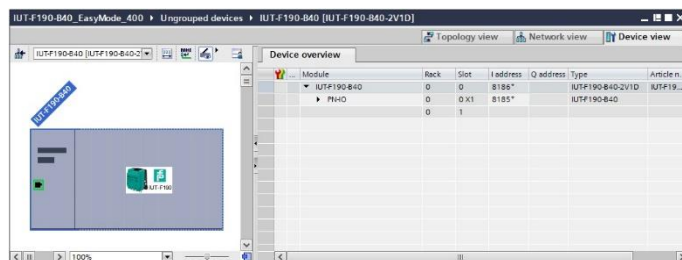 IUT-F190-B40_EasyMode_400 ▸ Ungrouped devices ▸ IUT-F190-B40 [IUT-F190-B40-2V1D]
Topology view Network view Device view
IUT-F190-B40 [IUT-F190-B40-2
Device overview
... Module Rack Slot I address Q address Type Article n...
IUT-F190-B40 0 0 8186* IUT-F190-B40-2V1D IUT-F19...
PN-IO 0 0 X1 8185* IUT-F190-B40
0 1
IUT-F190-B40
IUT-F190
100%